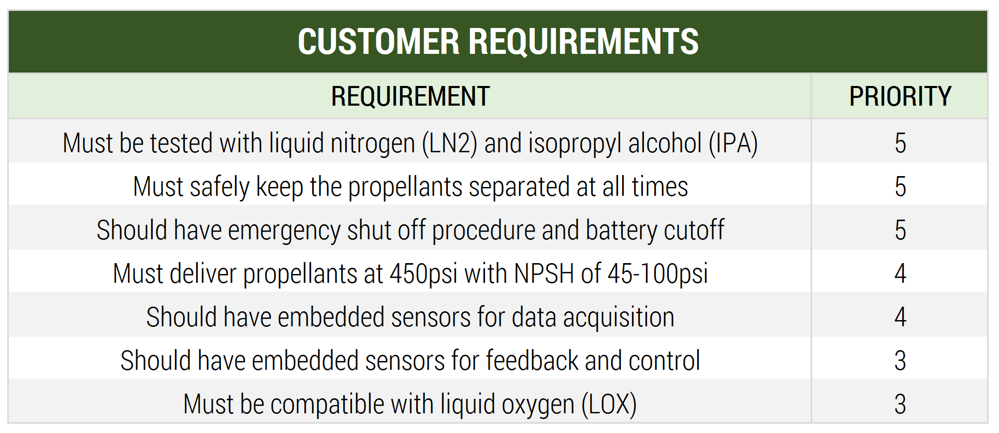 CUSTOMER REQUIREMENTS
REQUIREMENT PRIORITY
Must be tested with liquid nitrogen (LN2) and isopropyl alcohol (IPA) 5
Must safely keep the propellants separated at all times 5
Should have emergency shut off procedure and battery cutoff 5
Must deliver propellants at 450psi with NPSH of 45-100psi 4
Should have embedded sensors for data acquisition 4
Should have embedded sensors for feedback and control 3
Must be compatible with liquid oxygen (LOX) 3